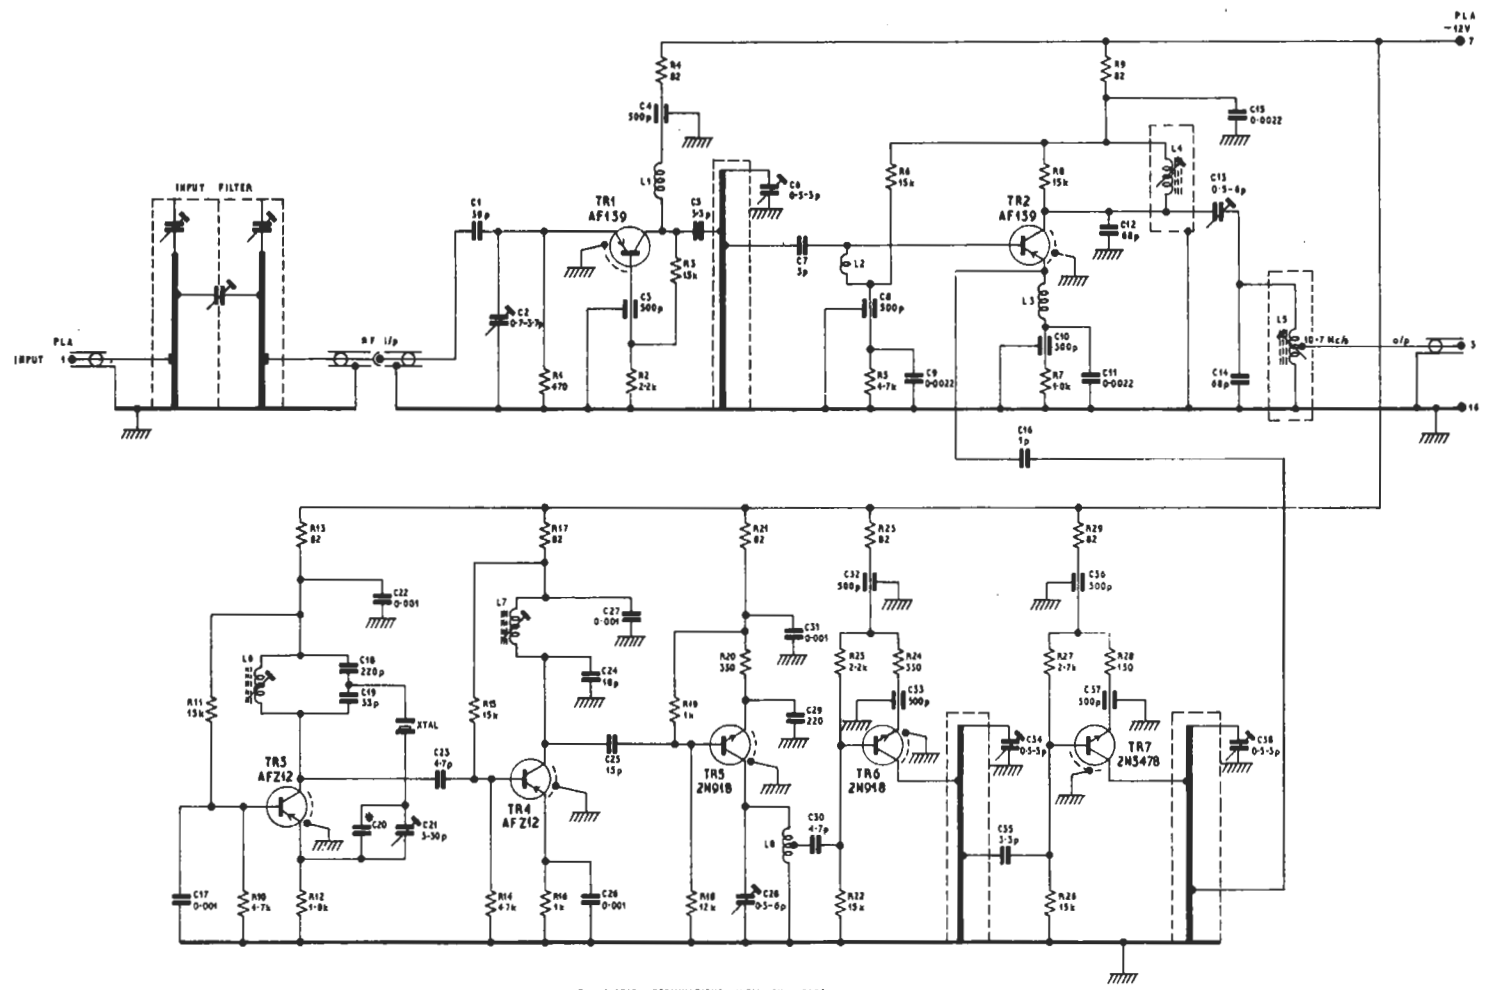 PLA
−12V
7
R4
82
R9
82
C4
500p
C15
0·0022
L4
INPUT FILTER
L1
C6
0·5-3p
R6
15k
R8
15k
C13
0·5-6p
C1
TR1
AF139
C5
3·3p
TR2
AF139
C12
68p
R3
15k
C7
3p
L2
L3
C2
0·7-3·7p
C3
500p
C8
500p
L5
PLA
INPUT 1
RF i/p
C10
500p
10·7 Mc/s
o/p
3
R1
470
R2
2·2k
R5
4·7k
C9
0·0022
R7
C11
0·0022
C14
68p
16
C16
1p
R13
82
R17
82
R21
82
R25
82
R29
82
C22
0·001
L7
C27
0·001
C32
500p
C36
500p
C31
0·001
L6
C18
220p
C19
33p
R20
330
R23
2·2k
R24
330
R27
2·7k
R28
150
C24
18p
R11
15k
XTAL
R15
15k
R19
1k
C29
220
C33
500p
C37
500p
TR3
AFZ12
C23
4·7p
C25
15p
TR4
AFZ12
TR5
2N918
TR6
2N918
C34
0·5-3p
TR7
2N3478
C38
0·5-3p
*
C20
C21
3-30p
L8
C30
4·7p
C35
3·3p
C17
0·001
R10
4·7k
R12
1·8k
R14
4·7k
R16
1k
C26
0·001
R18
12k
C28
0·5-6p
R22
15k
R26
15k